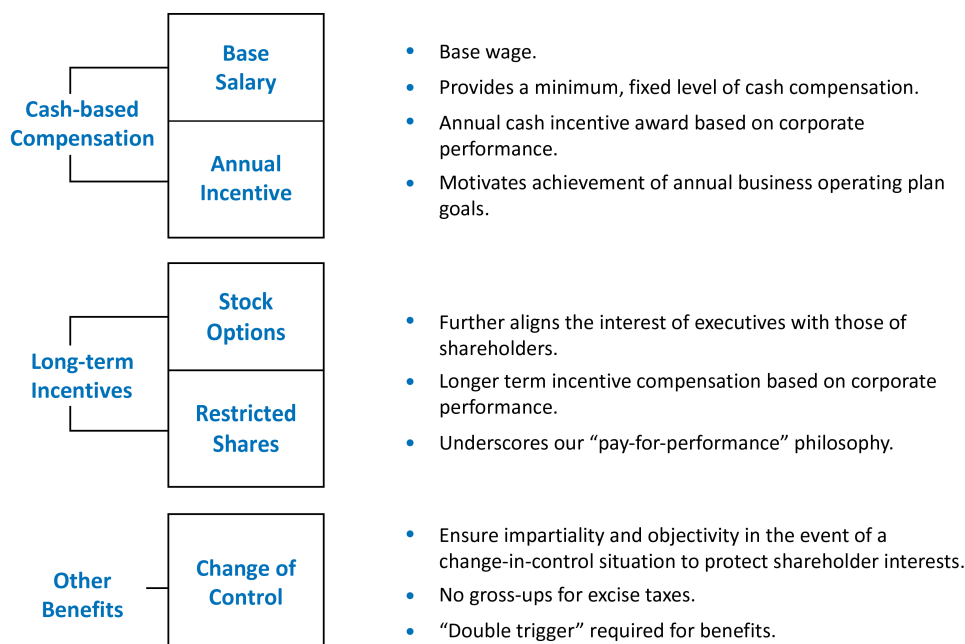 Cash-based
Compensation
Base
Salary
Annual
Incentive
• Base wage.
• Provides a minimum, fixed level of cash compensation.
• Annual cash incentive award based on corporate
performance.
• Motivates achievement of annual business operating plan
goals.
Long-term
Incentives
Stock
Options
Restricted
Shares
• Further aligns the interest of executives with those of
shareholders.
• Longer term incentive compensation based on corporate
performance.
• Underscores our “pay-for-performance” philosophy.
Other
Benefits
Change of
Control
• Ensure impartiality and objectivity in the event of a
change-in-control situation to protect shareholder interests.
• No gross-ups for excise taxes.
• “Double trigger” required for benefits.